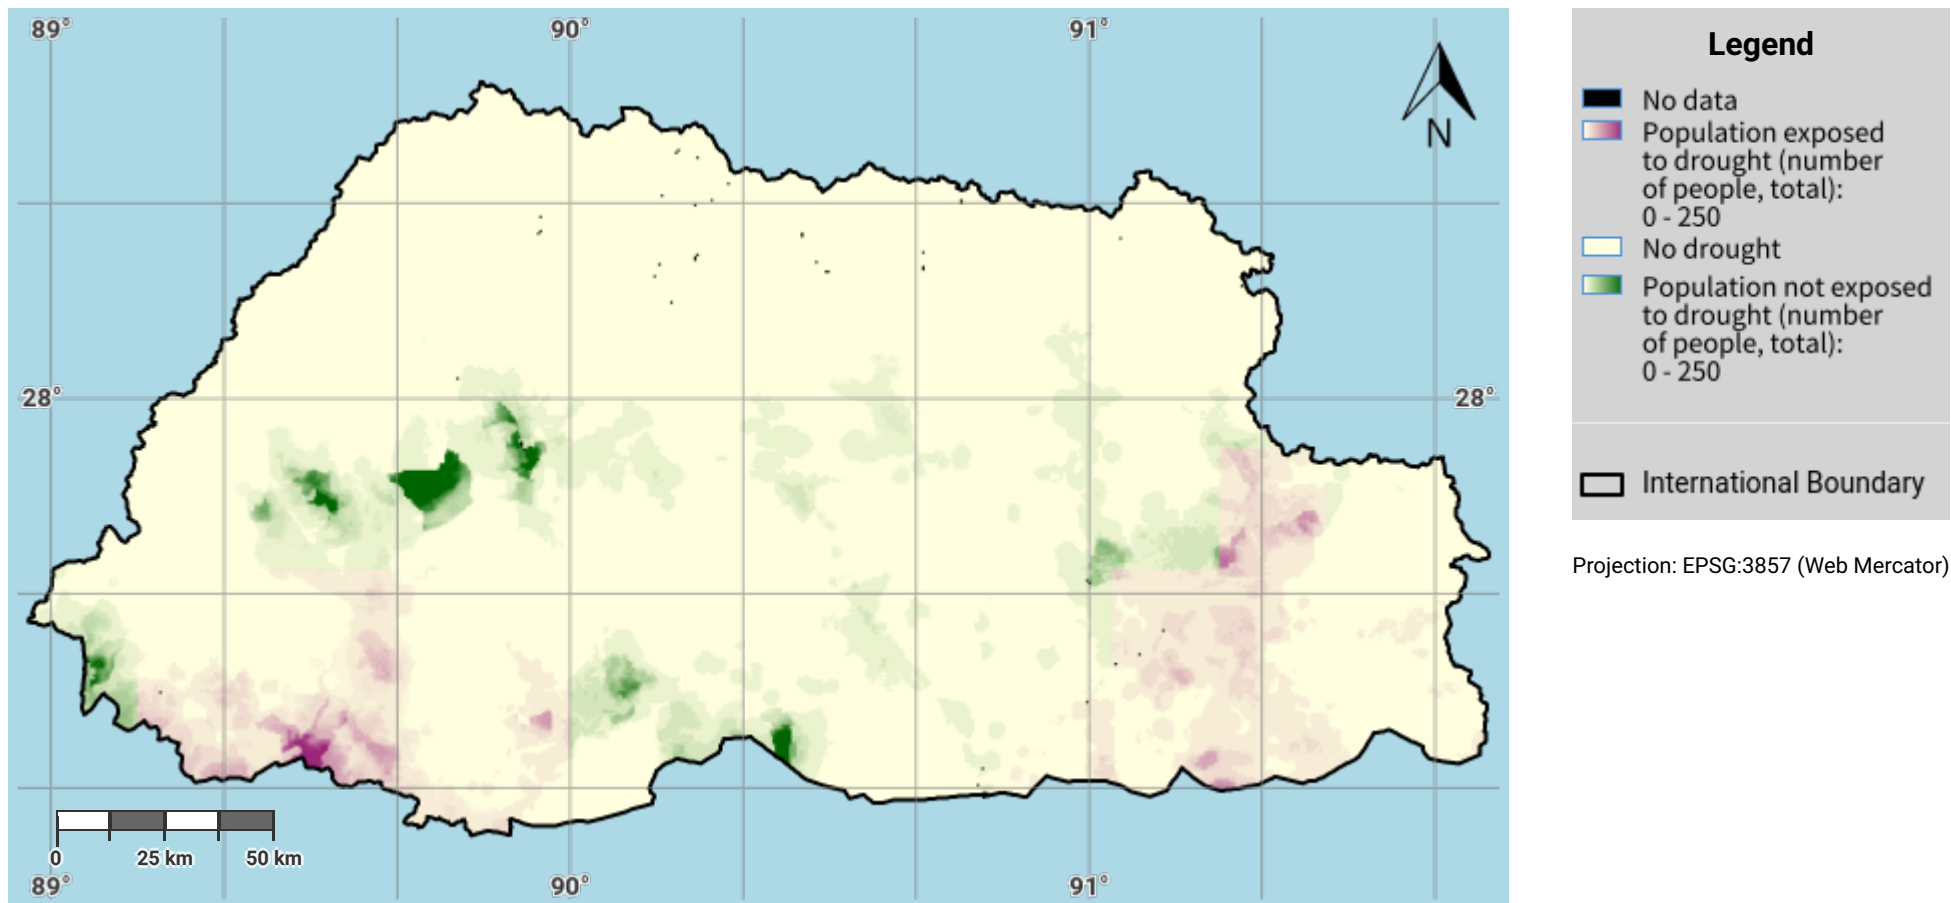 89°
90°
91°
N
28°
28°
0
25 km
50 km
89°
90°
91°
Legend
No data
Population exposed
to drought (number
of people, total):
0 - 250
No drought
Population not exposed
to drought (number
of people, total):
0 - 250
International Boundary
Projection: EPSG:3857 (Web Mercator)